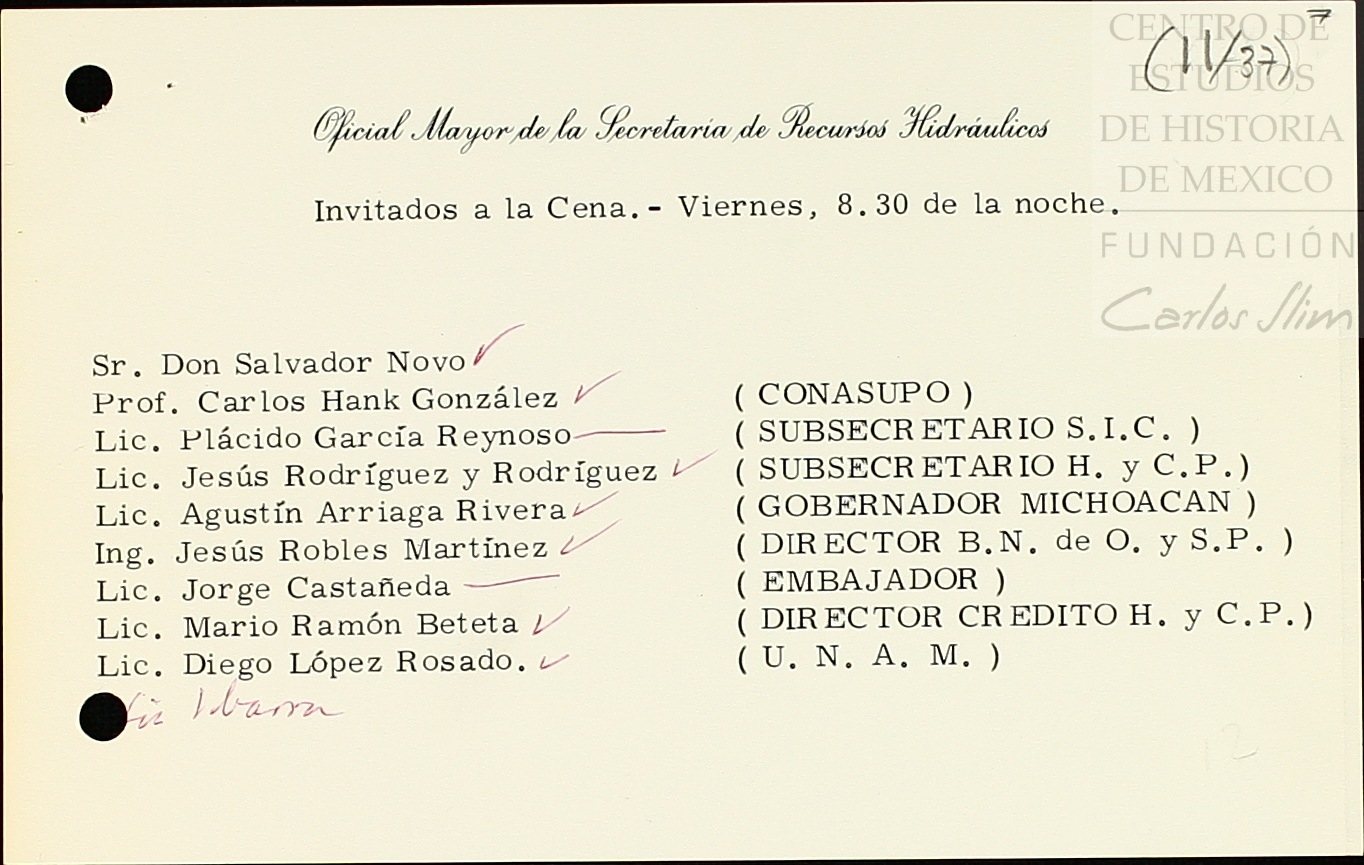 CENTRO DE
ESTUDIOS
DE HISTORIA
DE MEXICO
FUNDACIÓN
Carlos Slim
(11/37)
Oficial Mayor de la Secretaría de Recursos Hidráulicos
Invitados a la Cena.- Viernes, 8.30 de la noche.
Sr. Don Salvador Novo
Prof. Carlos Hank González ( CONASUPO )
Lic. Plácido García Reynoso ( SUBSECRETARIO S.I.C. )
Lic. Jesús Rodríguez y Rodríguez ( SUBSECRETARIO H. y C.P.)
Lic. Agustín Arriaga Rivera ( GOBERNADOR MICHOACAN )
Ing. Jesús Robles Martínez ( DIRECTOR B.N. de O. y S.P. )
Lic. Jorge Castañeda ( EMBAJADOR )
Lic. Mario Ramón Beteta ( DIRECTOR CREDITO H. y C.P.)
Lic. Diego López Rosado. ( U. N. A. M. )
Lic Ibarra
12